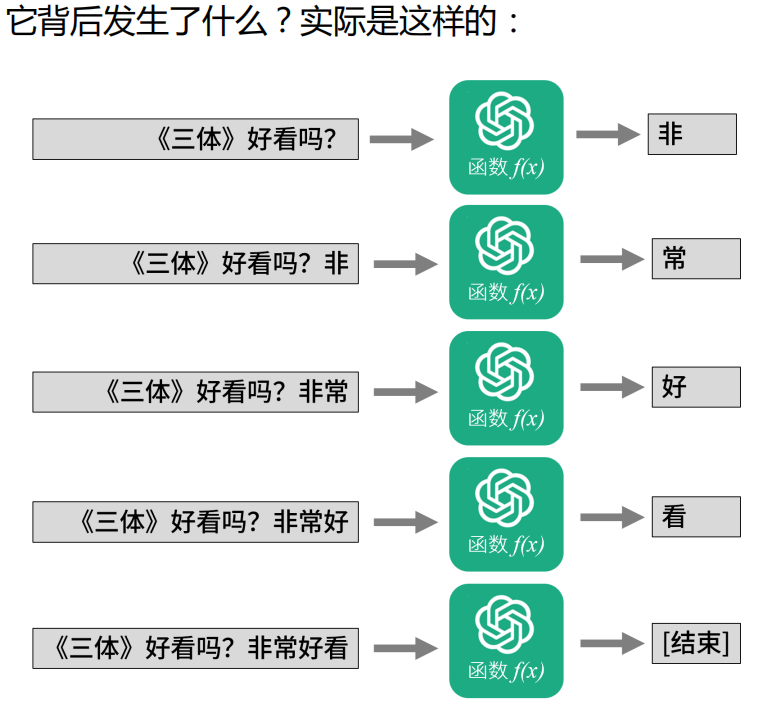 它背后发生了什么？实际是这样的：
《三体》好看吗？
函数 f(x)
非
《三体》好看吗？非
函数 f(x)
常
《三体》好看吗？非常
函数 f(x)
好
《三体》好看吗？非常好
函数 f(x)
看
《三体》好看吗？非常好看
函数 f(x)
[结束]